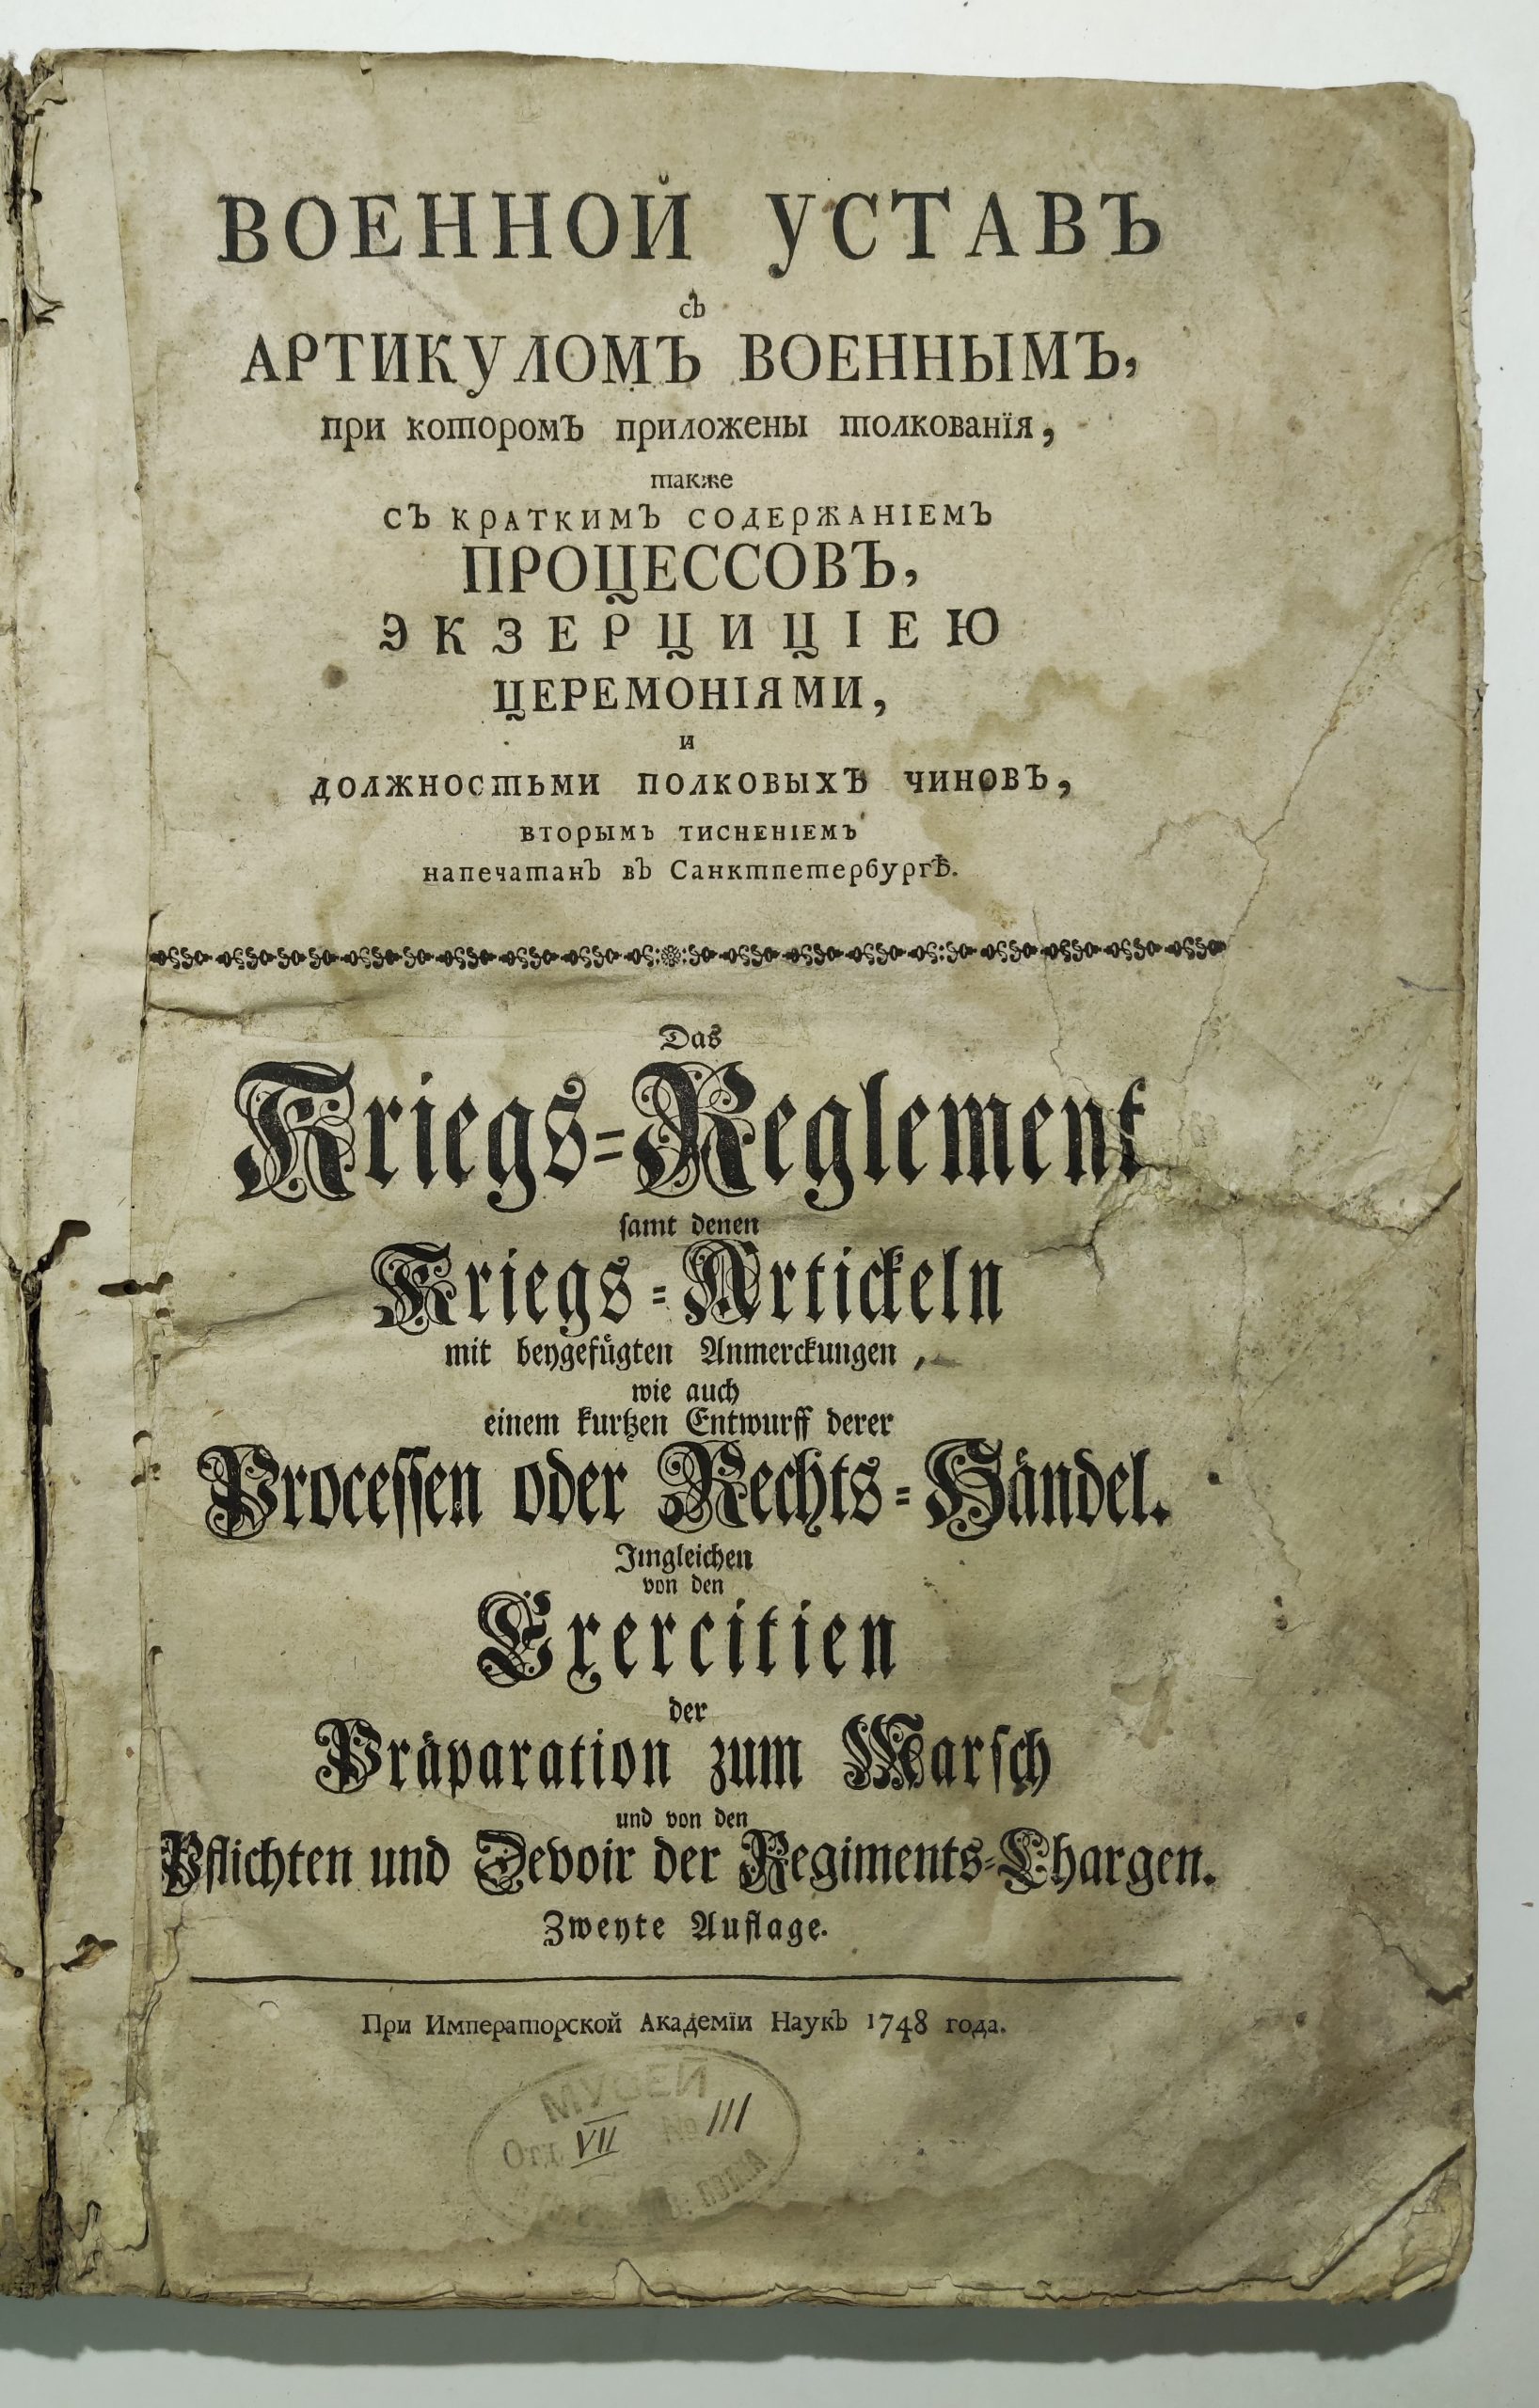 ВОЕННОЙ УСТАВЪ
съ
АРТИКУЛОМЪ ВОЕННЫМЪ,
при которомъ приложены толкованїя,
также
СЪ КРАТКИМЪ СОДЕРЖАНІЕМЪ
ПРОЦЕССОВЪ,
ЭКЗЕРЦИЦІЕЮ
ЦЕРЕМОНІЯМИ,
и
должностьми полковыхъ чиновъ,
вторымъ тисненіемъ
напечатанъ въ Санктпетербургѣ.
Das
Kriegs=Reglement
samt denen
Kriegs=Artickeln
mit beygefügten Anmerckungen,
wie auch
einem kurtzen Entwurff derer
Processen oder Rechts=Händel.
Imgleichen
von den
Exercitien
der
Präparation zum Marsch
und von den
Pflichten und Devoir der Regiments=Chargen.
Zweyte Auflage.
При Императорской Академїи Наукъ 1748 года.
МУЗЕЙ
Отд. VII № 111